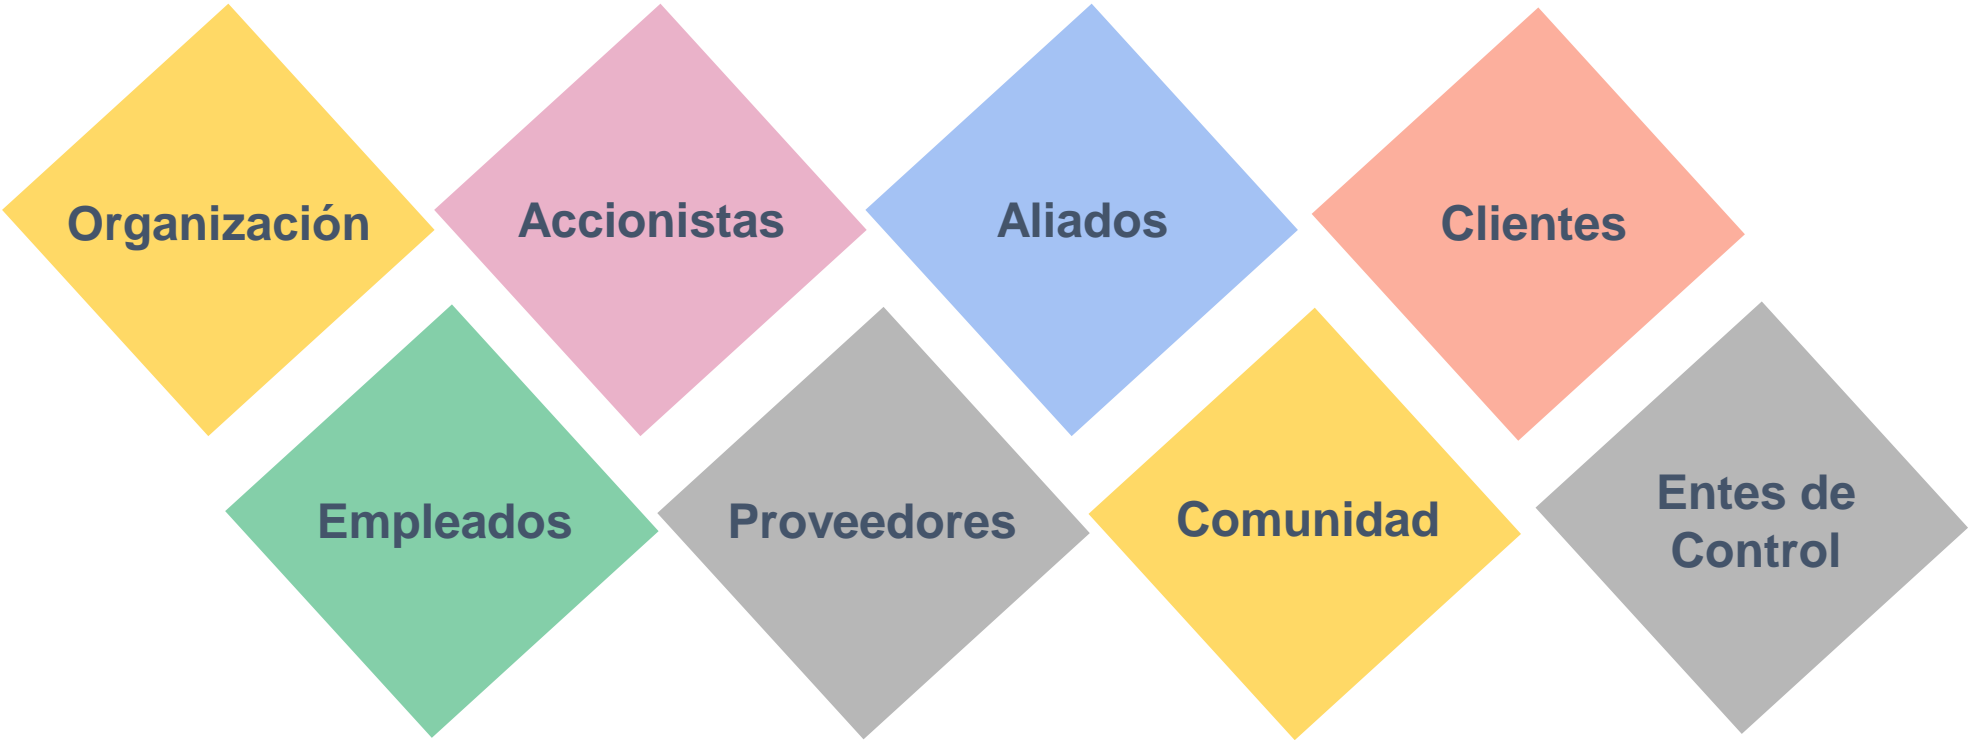 Organización
Accionistas
Aliados
Clientes
Empleados
Proveedores
Comunidad
Entes de
Control